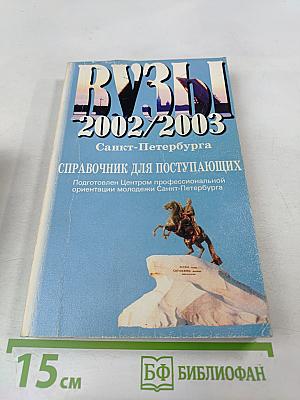 ВУЗЫ
2002/2003
Санкт-Петербурга
СПРАВОЧНИК ДЛЯ ПОСТУПАЮЩИХ
Подготовлен Центром профессиональной
ориентации молодежи Санкт-Петербурга
15 см
БФ БИБЛИОФАН